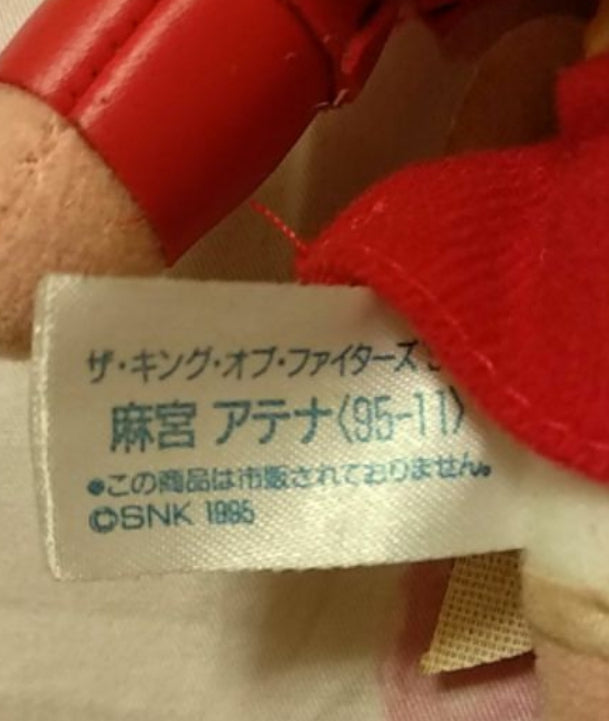 ザ・キング・オブ・ファイターズ
麻宮 アテナ〈95-11〉
●この商品は市販されておりません。
©SNK 1995